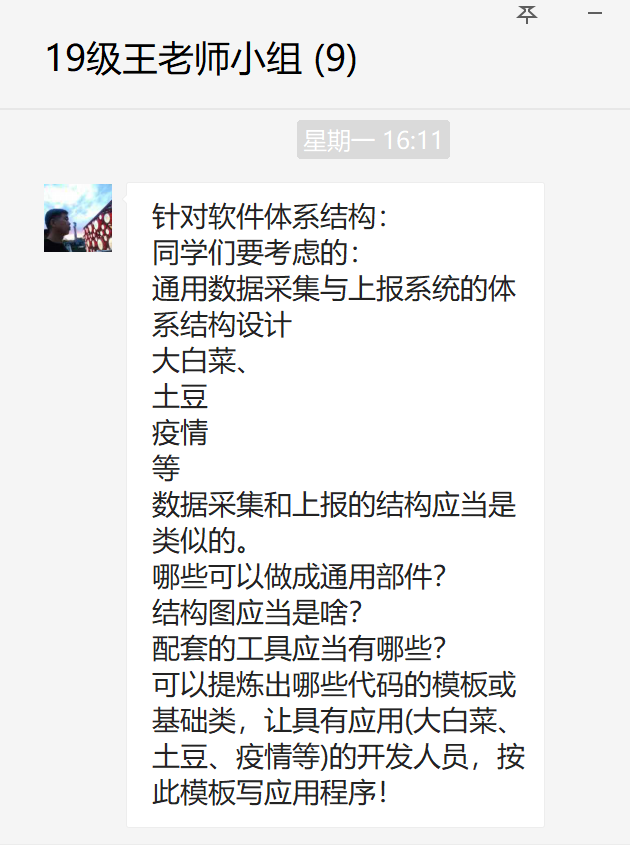 19级王老师小组 (9)
星期一 16:11
针对软件体系结构：
同学们要考虑的：
通用数据采集与上报系统的体
系结构设计
大白菜、
土豆
疫情
等
数据采集和上报的结构应当是
类似的。
哪些可以做成通用部件？
结构图应当是啥？
配套的工具应当有哪些？
可以提炼出哪些代码的模板或
基础类，让具有应用(大白菜、
土豆、疫情等)的开发人员，按
此模板写应用程序！